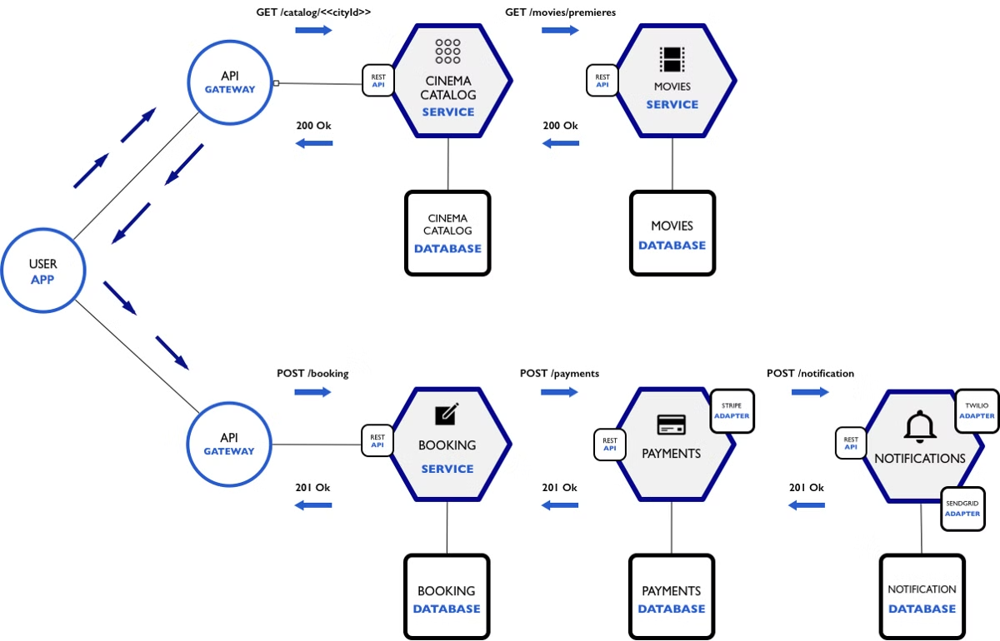 GET /catalog/<<cityId>>
GET /movies/premieres
API
GATEWAY
REST
API
CINEMA
CATALOG
SERVICE
REST
API
MOVIES
SERVICE
200 Ok
200 Ok
CINEMA
CATALOG
DATABASE
MOVIES
DATABASE
USER
APP
POST /booking
POST /payments
POST /notification
API
GATEWAY
REST
API
BOOKING
SERVICE
REST
API
PAYMENTS
STRIPE
ADAPTER
REST
API
NOTIFICATIONS
TWILIO
ADAPTER
SENDGRID
ADAPTER
201 Ok
201 Ok
201 Ok
BOOKING
DATABASE
PAYMENTS
DATABASE
NOTIFICATION
DATABASE